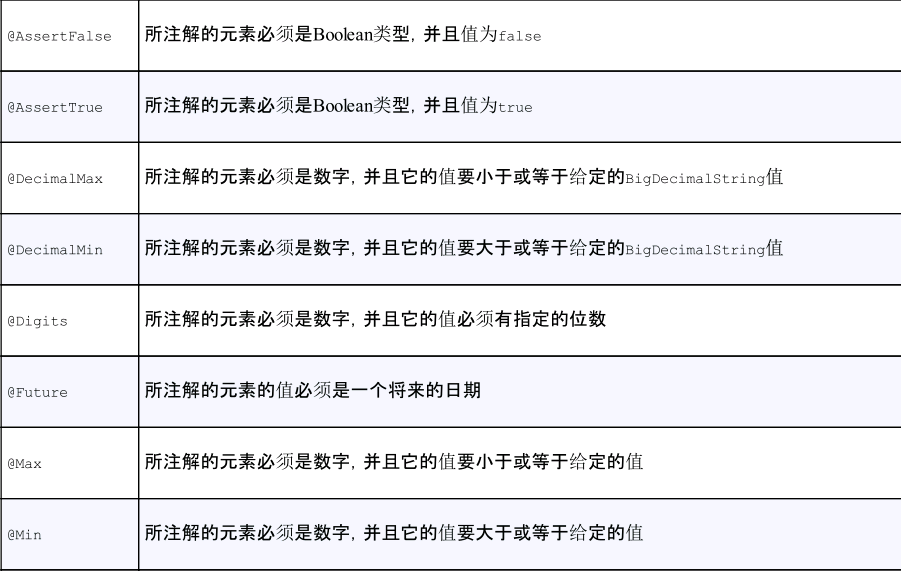 @AssertFalse 所注解的元素必须是Boolean类型，并且值为false
@AssertTrue 所注解的元素必须是Boolean类型，并且值为true
@DecimalMax 所注解的元素必须是数字，并且它的值要小于或等于给定的BigDecimalString值
@DecimalMin 所注解的元素必须是数字，并且它的值要大于或等于给定的BigDecimalString值
@Digits 所注解的元素必须是数字，并且它的值必须有指定的位数
@Future 所注解的元素的值必须是一个将来的日期
@Max 所注解的元素必须是数字，并且它的值要小于或等于给定的值
@Min 所注解的元素必须是数字，并且它的值要大于或等于给定的值